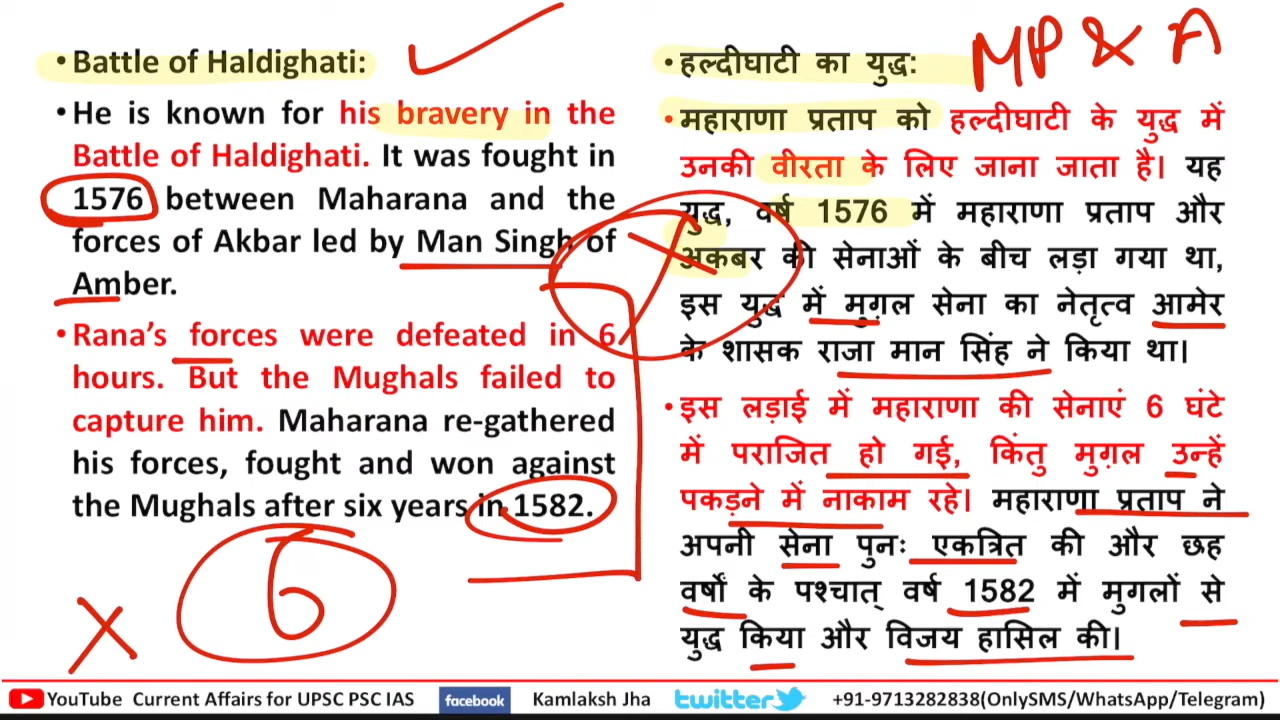 • Battle of Haldighati:
• He is known for his bravery in the
Battle of Haldighati. It was fought in
1576 between Maharana and the
forces of Akbar led by Man Singh of
Amber.
• Rana's forces were defeated in 6
hours. But the Mughals failed to
capture him. Maharana re-gathered
his forces, fought and won against
the Mughals after six years in 1582.
6
MP & A
• हल्दीघाटी का युद्ध:
• महाराणा प्रताप को हल्दीघाटी के युद्ध में
उनकी वीरता के लिए जाना जाता है। यह
युद्ध, वर्ष 1576 में महाराणा प्रताप और
अकबर की सेनाओं के बीच लड़ा गया था,
इस युद्ध में मुग़ल सेना का नेतृत्व आमेर
के शासक राजा मान सिंह ने किया था।
• इस लड़ाई में महाराणा की सेनाएं 6 घंटे
में पराजित हो गई, किंतु मुग़ल उन्हें
पकड़ने में नाकाम रहे। महाराणा प्रताप ने
अपनी सेना पुनः एकत्रित की और छह
वर्षों के पश्चात् वर्ष 1582 में मुगलों से
युद्ध किया और विजय हासिल की।
YouTube Current Affairs for UPSC PSC IAS facebook Kamlaksh Jha twitter +91-9713282838(OnlySMS/WhatsApp/Telegram)